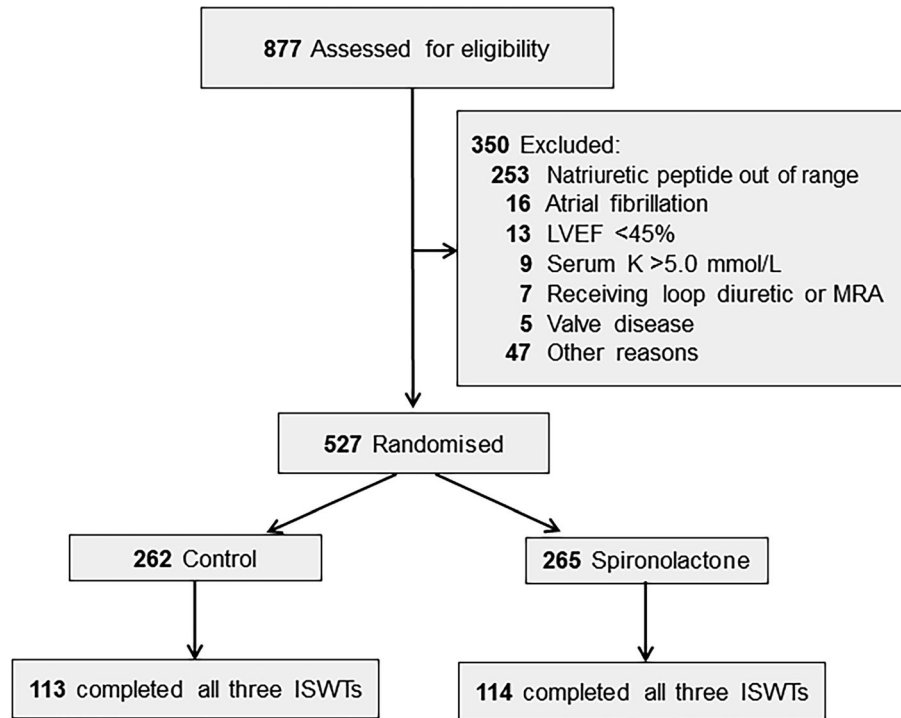 877 Assessed for eligibility
350 Excluded:
253 Natriuretic peptide out of range
16 Atrial fibrillation
13 LVEF <45%
9 Serum K >5.0 mmol/L
7 Receiving loop diuretic or MRA
5 Valve disease
47 Other reasons
527 Randomised
262 Control
265 Spironolactone
113 completed all three ISWTs
114 completed all three ISWTs